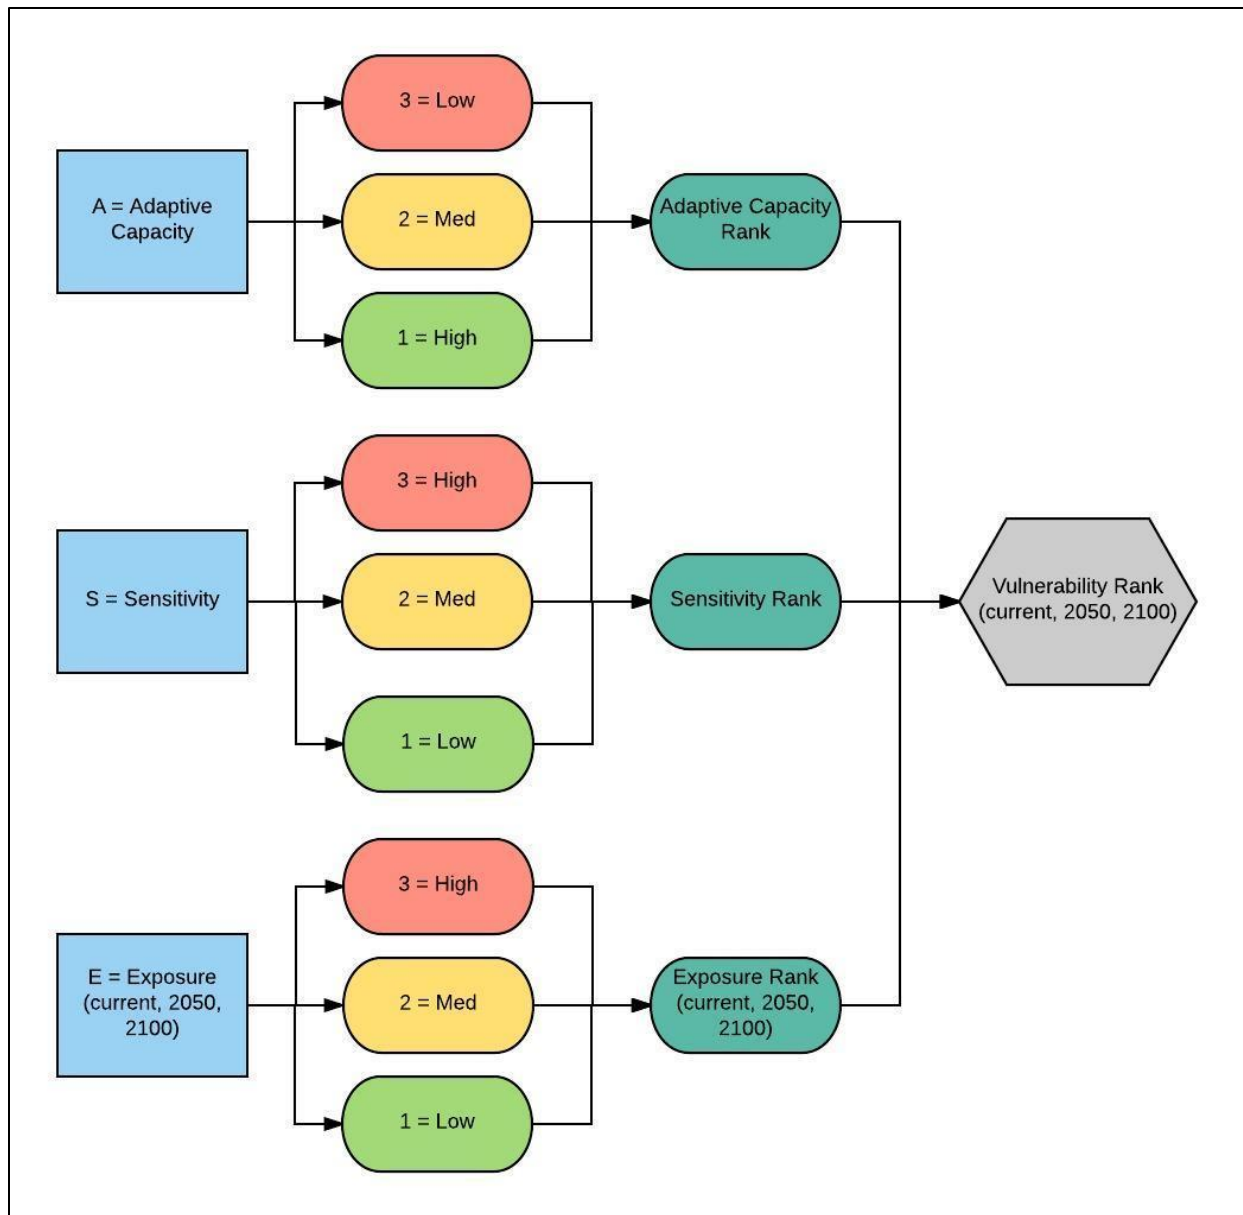 3 = Low
A = Adaptive
Capacity
2 = Med
Adaptive Capacity
Rank
1 = High
3 = High
S = Sensitivity
2 = Med
Sensitivity Rank
Vulnerability Rank
(current, 2050, 2100)
1 = Low
3 = High
E = Exposure
(current, 2050,
2100)
2 = Med
Exposure Rank
(current, 2050,
2100)
1 = Low